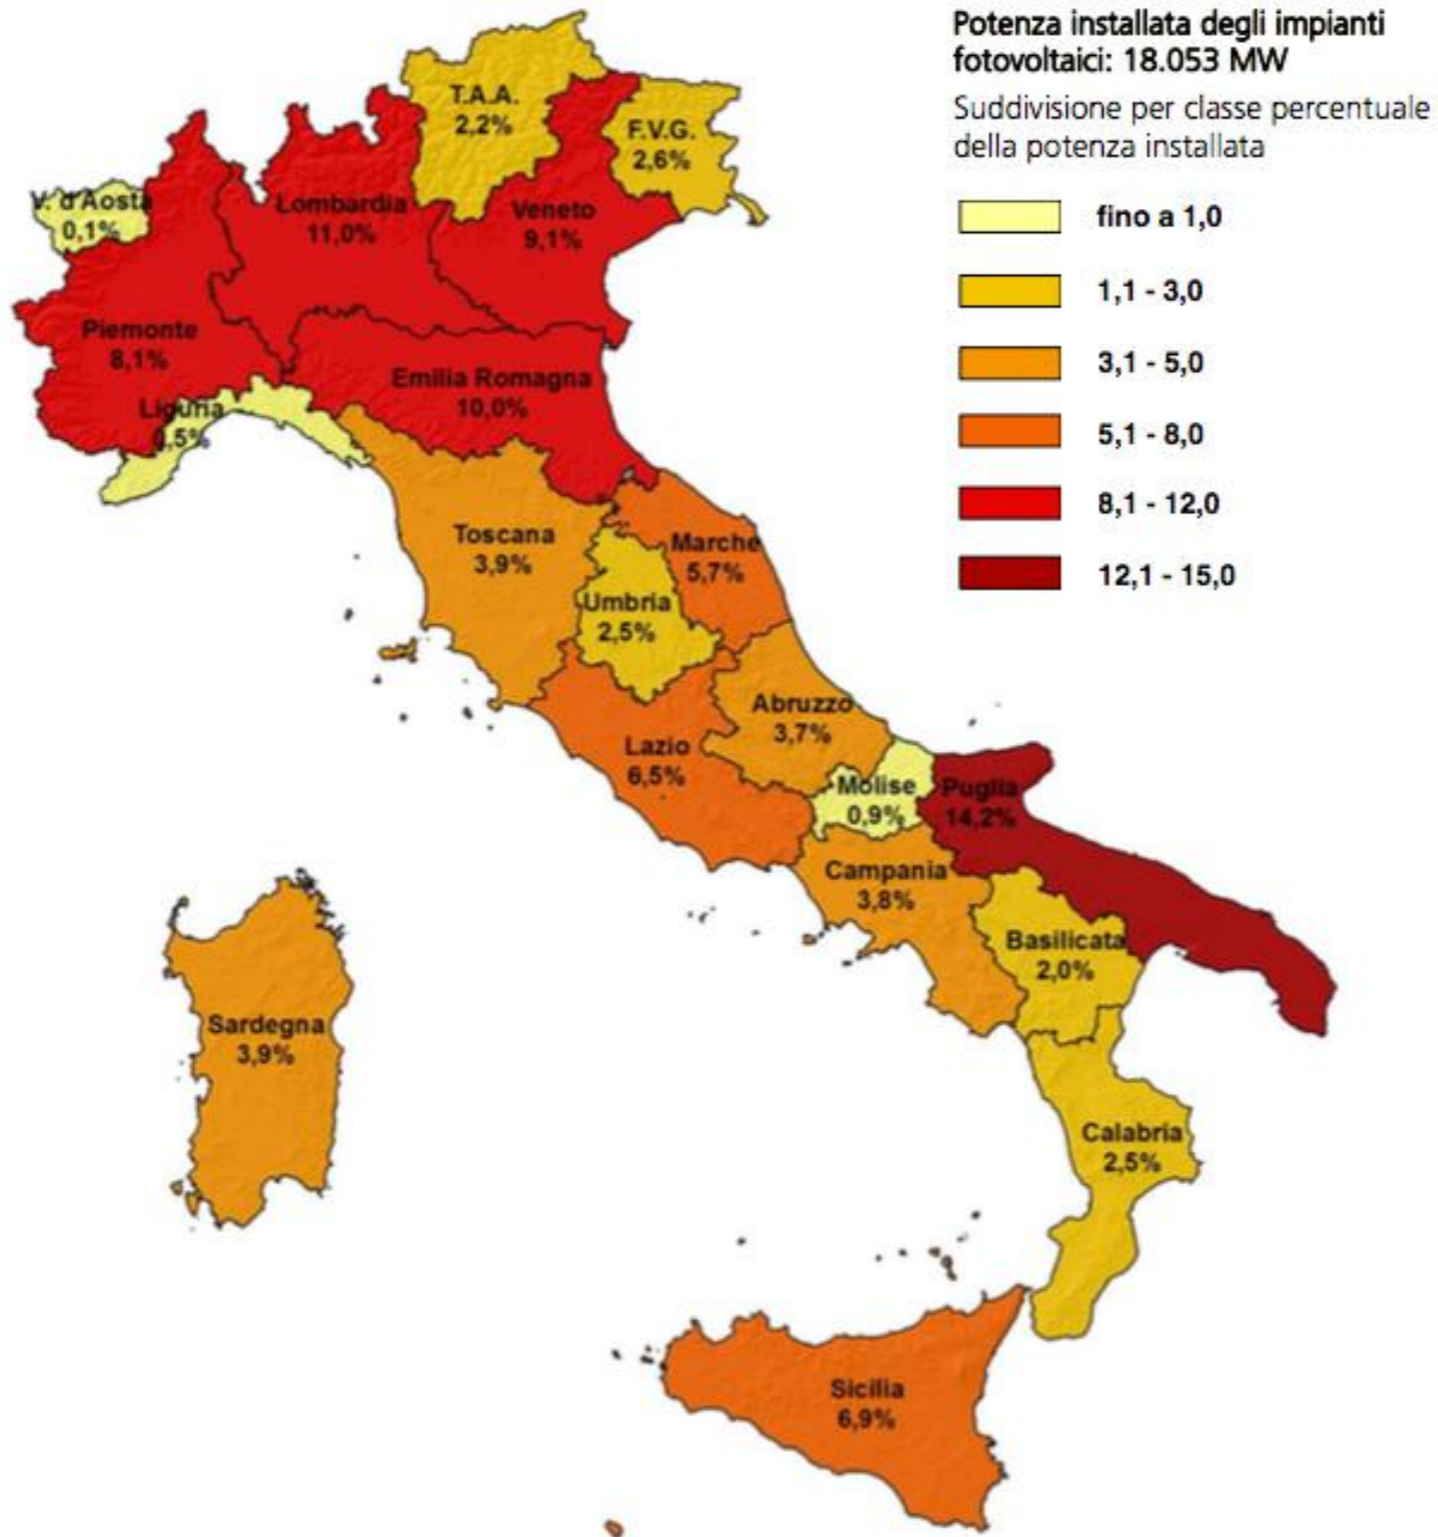 Potenza installata degli impianti
fotovoltaici: 18.053 MW
Suddivisione per classe percentuale
della potenza installata
fino a 1,0
1,1 - 3,0
3,1 - 5,0
5,1 - 8,0
8,1 - 12,0
12,1 - 15,0
T.A.A.
2,2%
F.V.G.
2,6%
V. d'Aosta
0,1%
Lombardia
11,0%
Veneto
9,1%
Piemonte
8,1%
Emilia Romagna
10,0%
Liguria
0,5%
Toscana
3,9%
Marche
5,7%
Umbria
2,5%
Abruzzo
3,7%
Lazio
6,5%
Molise
0,9%
Puglia
14,2%
Campania
3,8%
Basilicata
2,0%
Sardegna
3,9%
Calabria
2,5%
Sicilia
6,9%